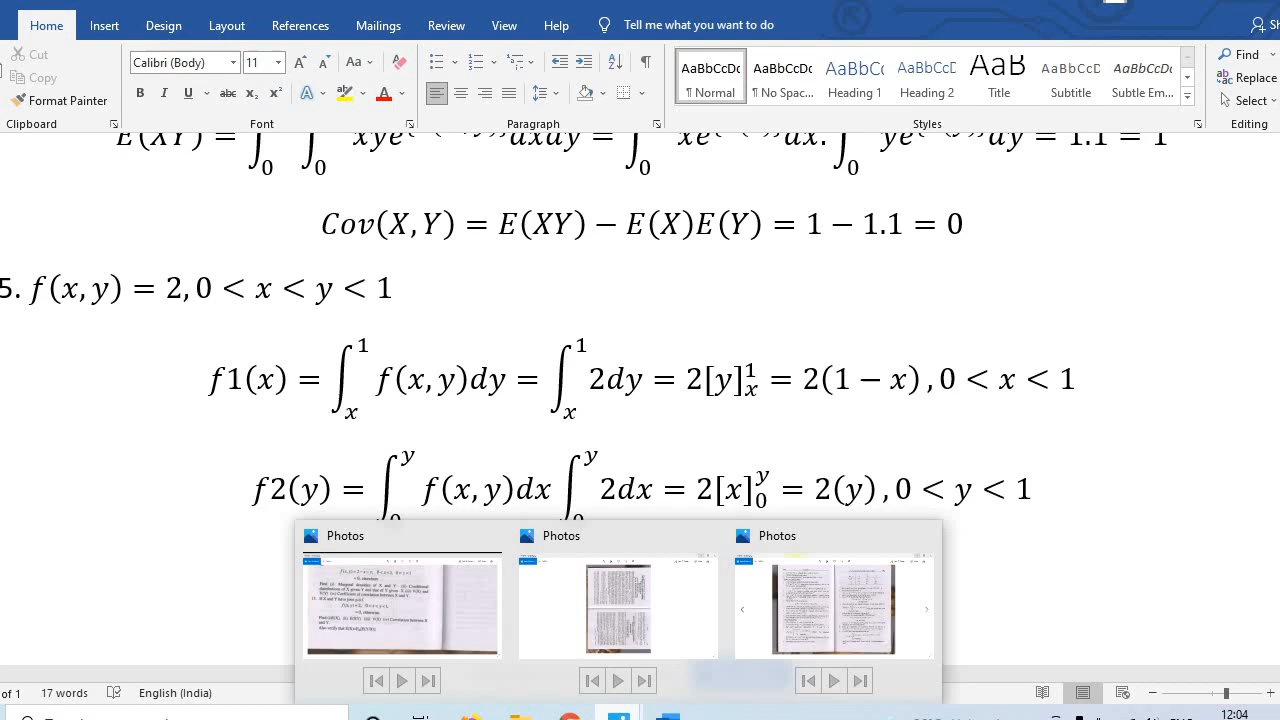 Home Insert Design Layout References Mailings Review View Help Tell me what you want to do
Cut
Copy
Format Painter
Calibri (Body) 11
AaBbCcDc AaBbCcDc AaBbCc AaBbCcD AaB AaBbCcD AaBbCcDc
¶ Normal ¶ No Spac... Heading 1 Heading 2 Title Subtitle Subtle Em...
Find
Replace
Select
Clipboard Font Paragraph Styles Editing
Cov(X, Y) = E(XY) − E(X)E(Y) = 1 − 1.1 = 0
5. f(x, y) = 2, 0 < x < y < 1
f1(x) = ∫_x^1 f(x, y)dy = ∫_x^1 2dy = 2[y]_x^1 = 2(1 − x) , 0 < x < 1
f2(y) = ∫_0^y f(x, y)dx ∫_0^y 2dx = 2[x]_0^y = 2(y) , 0 < y < 1
Photos Photos Photos
of 1 17 words English (India)
12:04